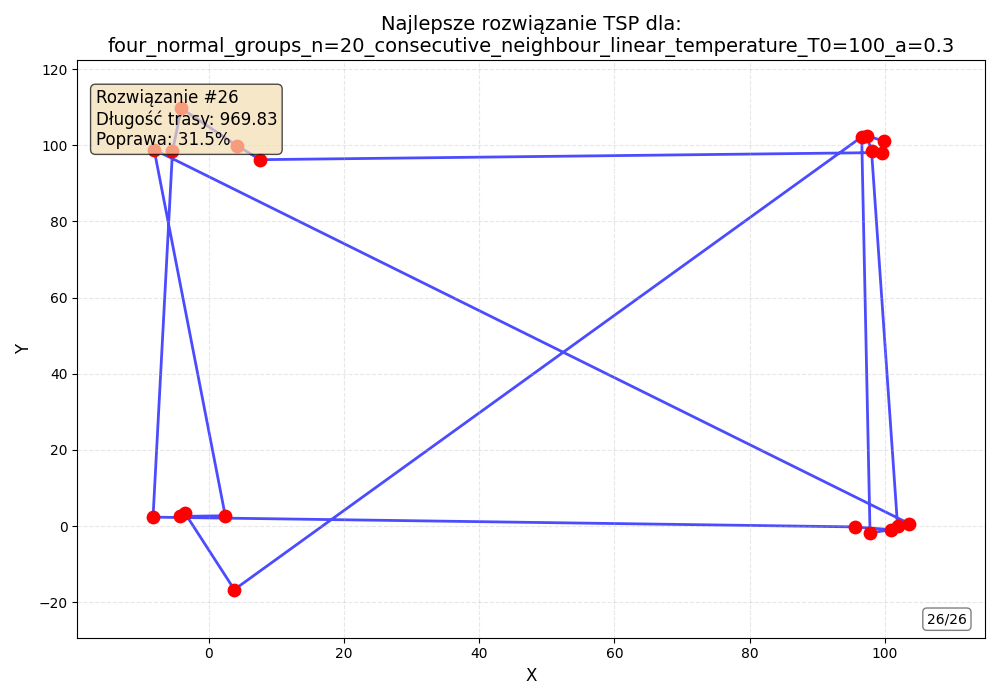 Najlepsze rozwiązanie TSP dla:
four_normal_groups_n=20_consecutive_neighbour_linear_temperature_T0=100_a=0.3
Rozwiązanie #26
Długość trasy: 969.83
Poprawa: 31.5%
120
100
80
60
40
20
0
−20
Y
26/26
0
20
40
60
80
100
X